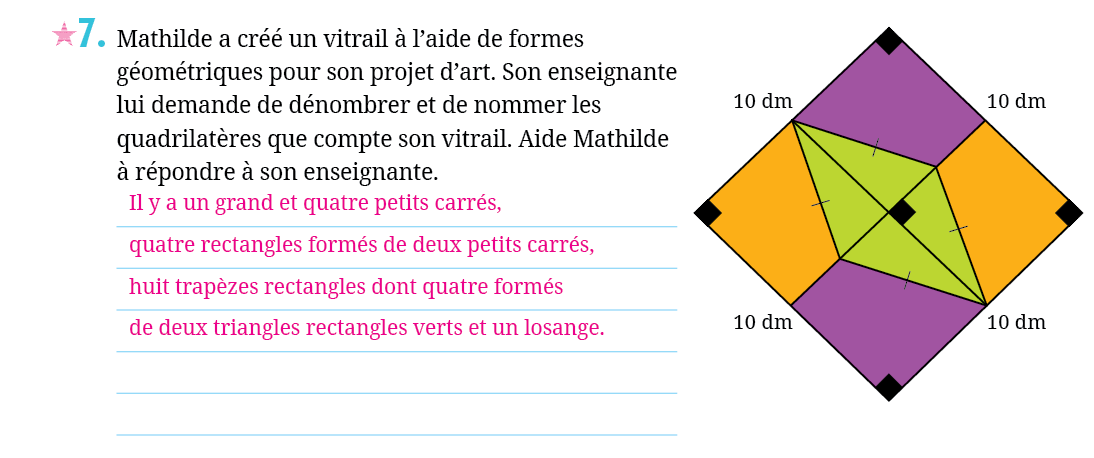 7. Mathilde a créé un vitrail à l’aide de formes
géométriques pour son projet d’art. Son enseignante
lui demande de dénombrer et de nommer les
quadrilatères que compte son vitrail. Aide Mathilde
à répondre à son enseignante.
Il y a un grand et quatre petits carrés,
quatre rectangles formés de deux petits carrés,
huit trapèzes rectangles dont quatre formés
de deux triangles rectangles verts et un losange.
10 dm
10 dm
10 dm
10 dm